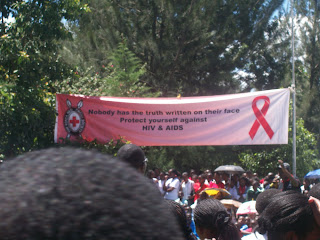 Nobody has the truth written on their face
Protect yourself against
HIV & AIDS